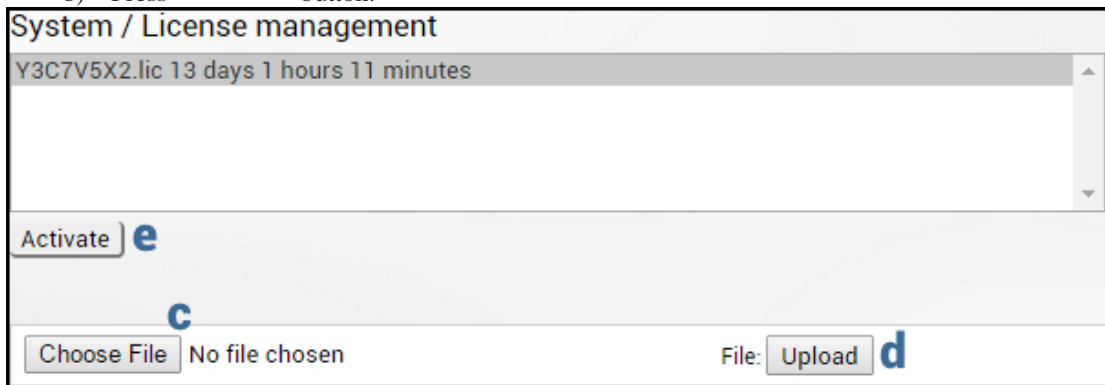 System / License management
Y3C7V5X2.lic 13 days 1 hours 11 minutes
Activate e
c
Choose File No file chosen File: Upload d